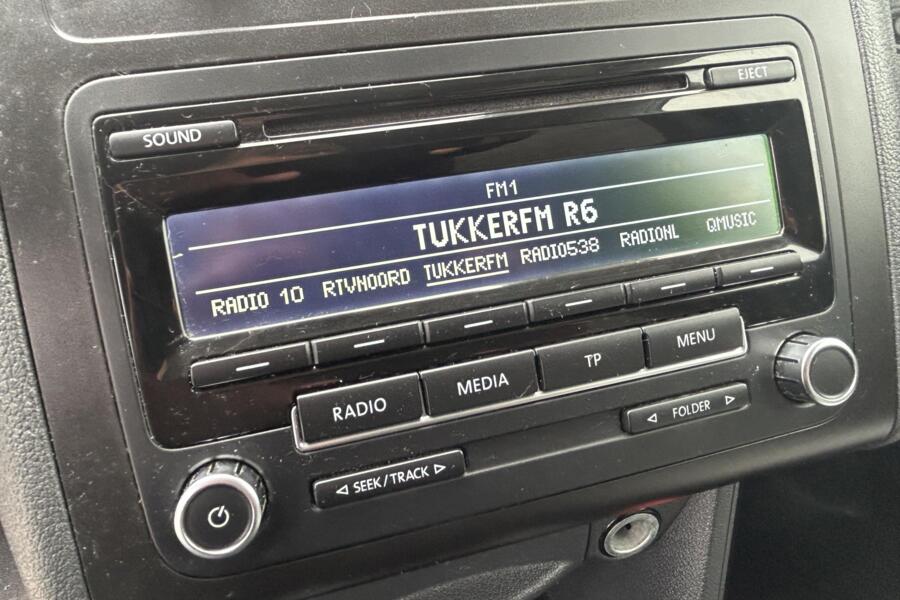 EJECT
SOUND
FM1
TUKKERFM R6
RADIO 10 RTVNOORD TUKKERFM RADIO538 RADIONL QMUSIC
RADIO MEDIA TP MENU
◁ FOLDER ▷
◁ SEEK/TRACK ▷